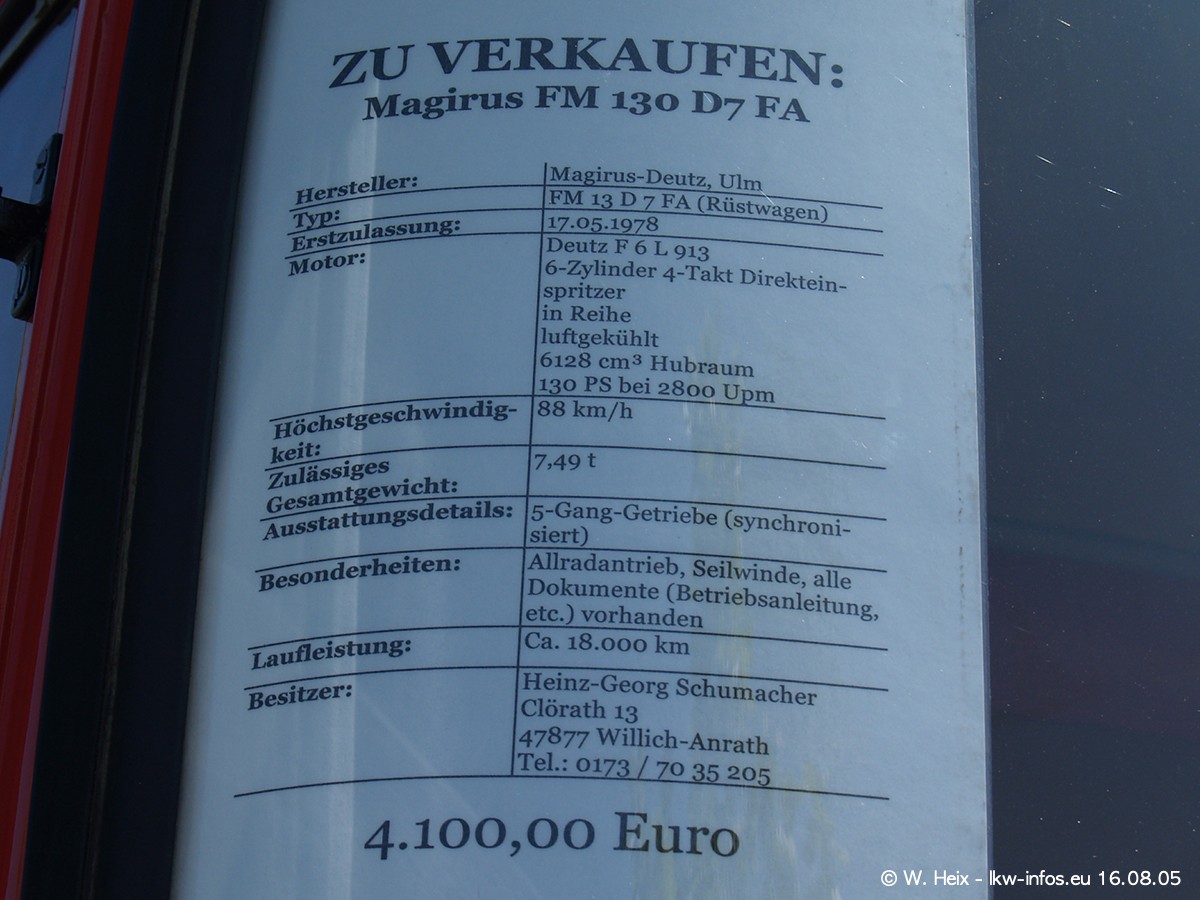 ZU VERKAUFEN:
Magirus FM 130 D7 FA
Hersteller: Magirus-Deutz, Ulm
Typ: FM 13 D 7 FA (Rüstwagen)
Erstzulassung: 17.05.1978
Motor: Deutz F 6 L 913
6-Zylinder 4-Takt Direktein-
spritzer
in Reihe
luftgekühlt
6128 cm³ Hubraum
130 PS bei 2800 Upm
Höchstgeschwindig- 88 km/h
keit:
Zulässiges 7,49 t
Gesamtgewicht:
Ausstattungsdetails: 5-Gang-Getriebe (synchroni-
siert)
Besonderheiten: Allradantrieb, Seilwinde, alle
Dokumente (Betriebsanleitung,
etc.) vorhanden
Laufleistung: Ca. 18.000 km
Besitzer: Heinz-Georg Schumacher
Clörath 13
47877 Willich-Anrath
Tel.: 0173 / 70 35 205
4.100,00 Euro
© W. Heix - lkw-infos.eu 16.08.05